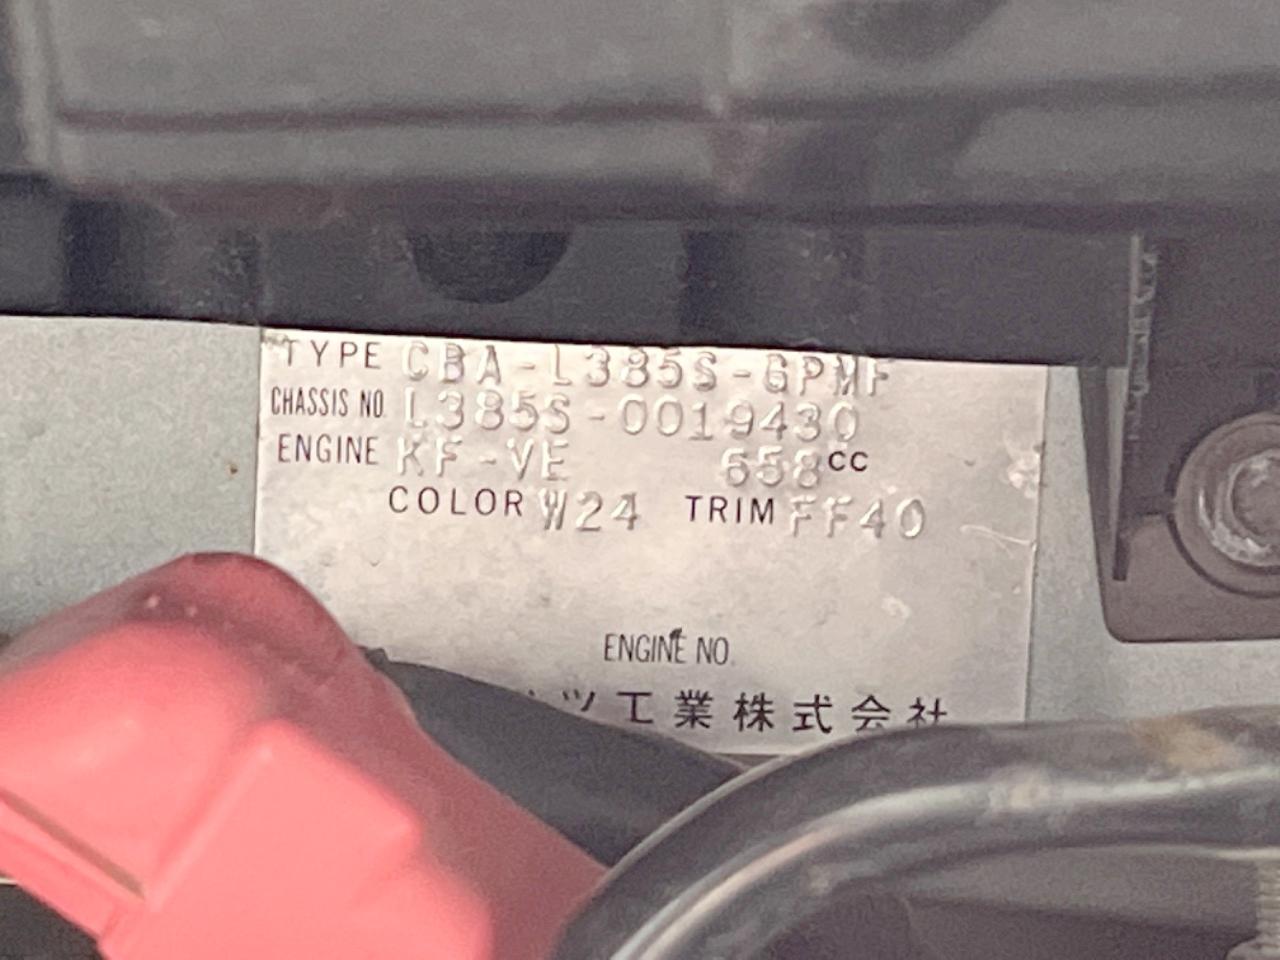 TYPE CBA-L385S-GPMF
CHASSIS NO. L385S-0019430
ENGINE KF-VE 658cc
COLOR W24 TRIM FF40
ENGINE NO.
ツ工業株式会社